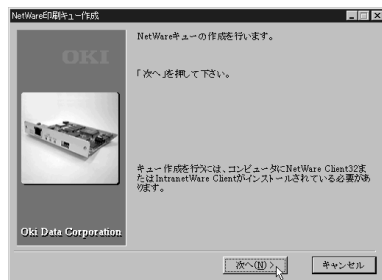 NetWare印刷キュー作成
OKI
NetWareキューの作成を行います。
「次へ」を押して下さい。
キュー作成を行うには、コンピュータにNetWare Client32ま
たはIntranetWare Clientがインストールされている必要があ
ります。
Oki Data Corporation
次へ(N) >
キャンセル